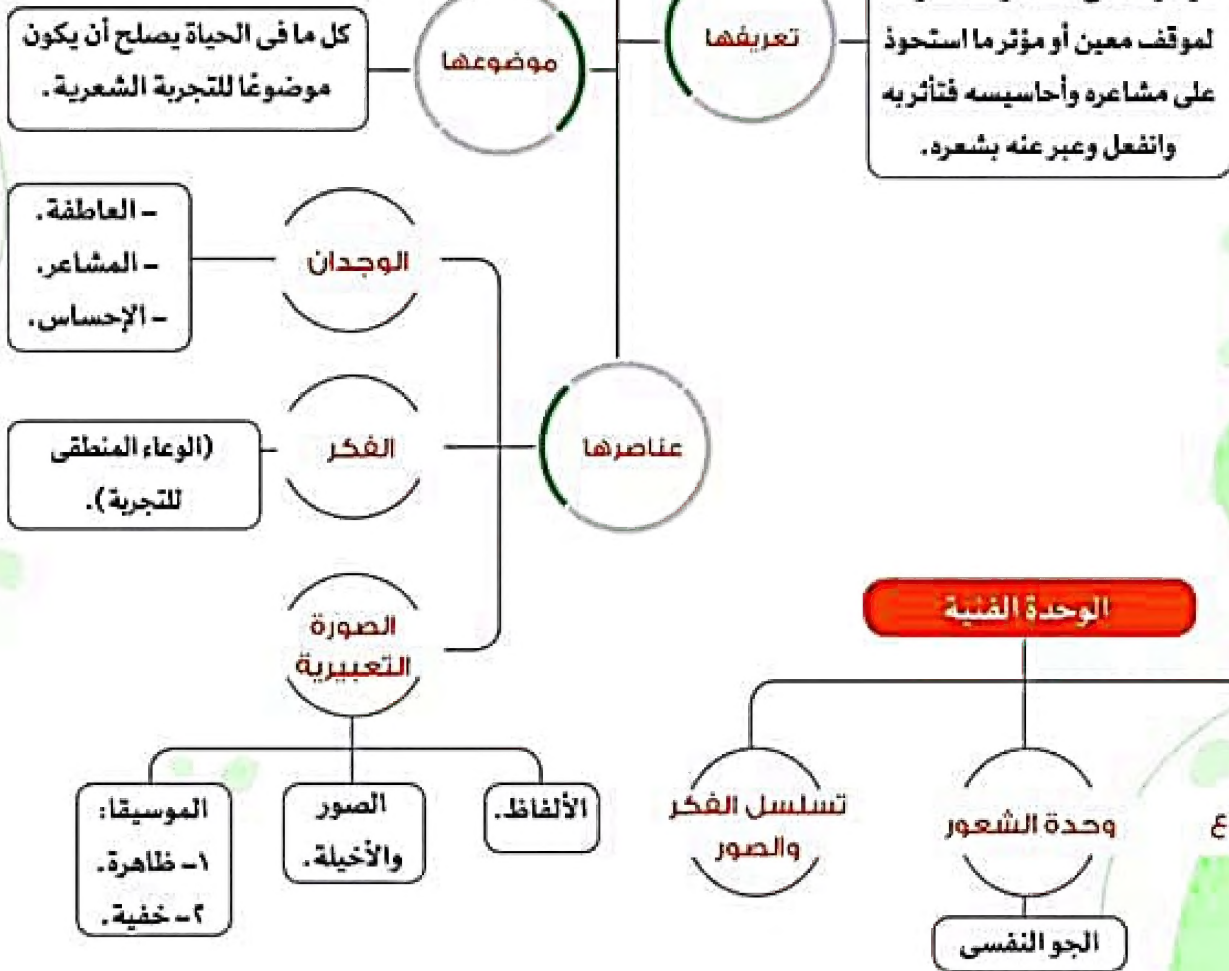 تعريفها
لموقف معين أو مؤثر ما استحوذ
على مشاعره وأحاسيسه فتأثر به
وانفعل وعبر عنه بشعره.
موضوعها
كل ما فى الحياة يصلح أن يكون
موضوعًا للتجربة الشعرية.
عناصرها
الوجدان
- العاطفة.
- المشاعر.
- الإحساس.
الفكر
(الوعاء المنطقى
للتجربة).
الصورة
التعبيرية
الألفاظ.
الصور
والأخيلة.
الموسيقا:
١- ظاهرة.
٢- خفية.
الوحدة الفنية
ع
وحدة الشعور
الجو النفسى
تسلسل الفكر
والصور